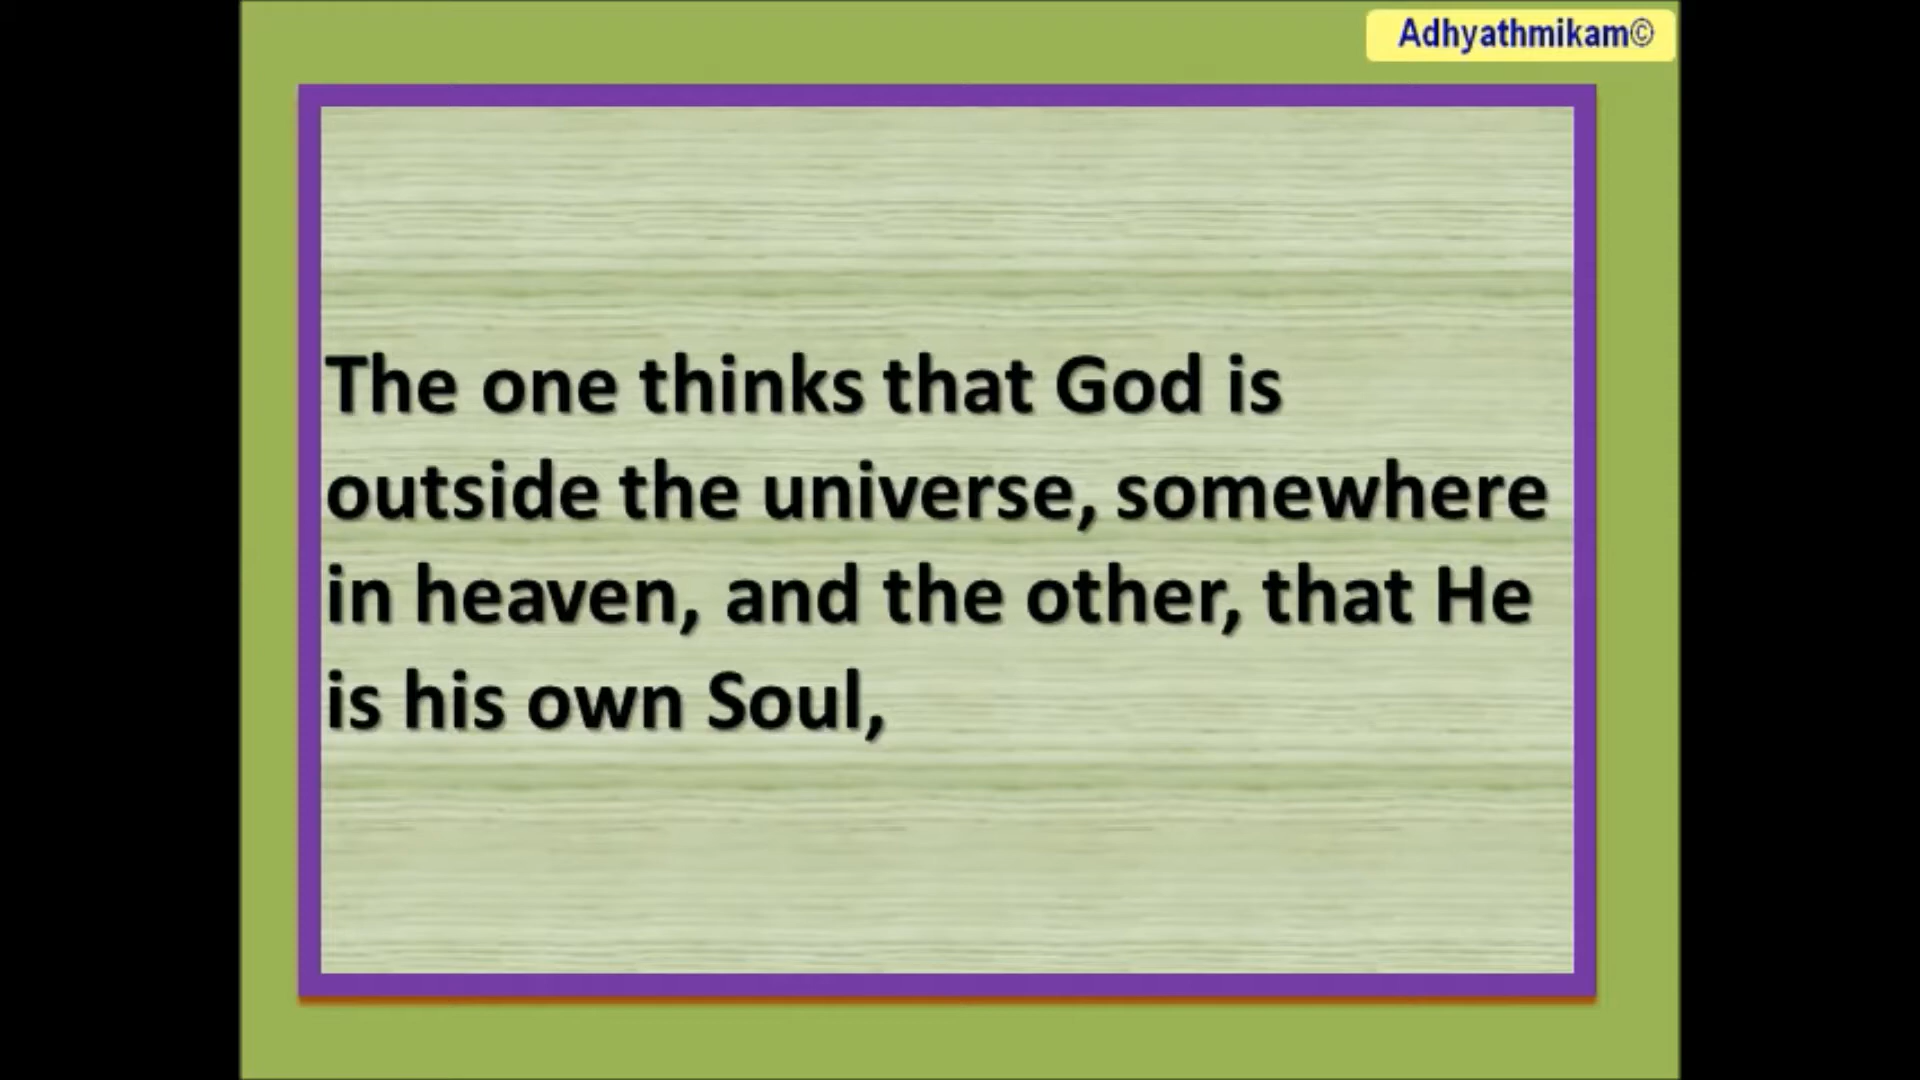 Adhyathmikam©
The one thinks that God is
outside the universe, somewhere
in heaven, and the other, that He
is his own Soul,